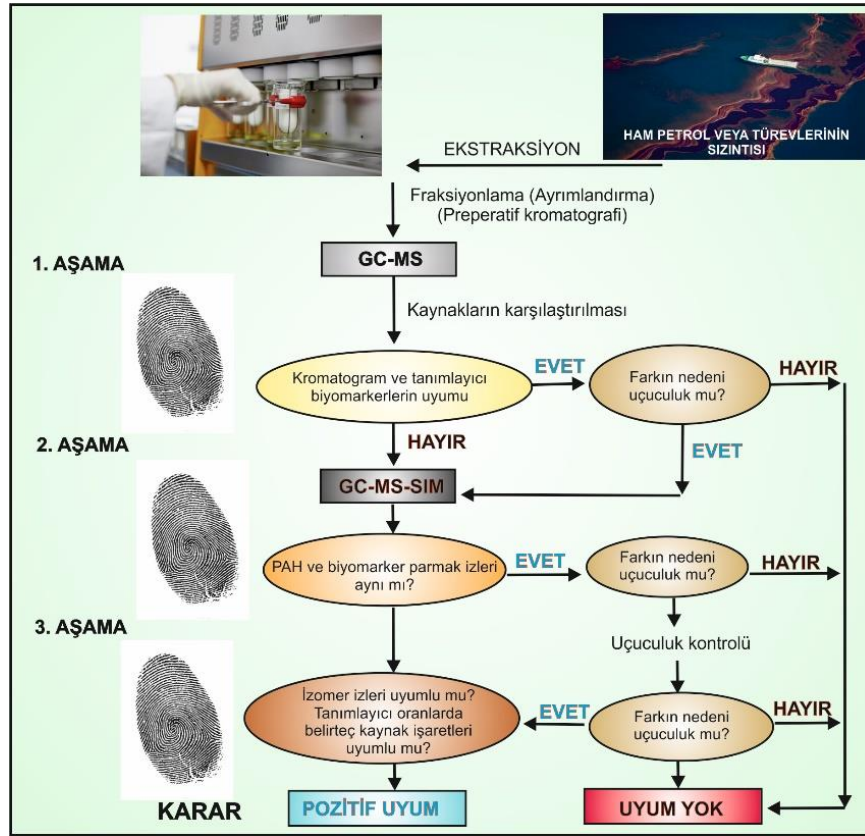 HAM PETROL VEYA TÜREVLERİNİN
SIZINTISI
EKSTRAKSİYON
Fraksiyonlama (Ayrımlandırma)
(Preperatif kromatografi)
1. AŞAMA
GC-MS
Kaynakların karşılaştırılması
Kromatogram ve tanımlayıcı
biyomarkerlerin uyumu
EVET
Farkın nedeni
uçuculuk mu?
HAYIR
HAYIR
EVET
2. AŞAMA
GC-MS-SIM
PAH ve biyomarker parmak izleri
aynı mı?
EVET
Farkın nedeni
uçuculuk mu?
HAYIR
3. AŞAMA
Uçuculuk kontrolü
İzomer izleri uyumlu mu?
Tanımlayıcı oranlarda
belirteç kaynak işaretleri
uyumlu mu?
EVET
Farkın nedeni
uçuculuk mu?
HAYIR
KARAR
POZİTİF UYUM
UYUM YOK